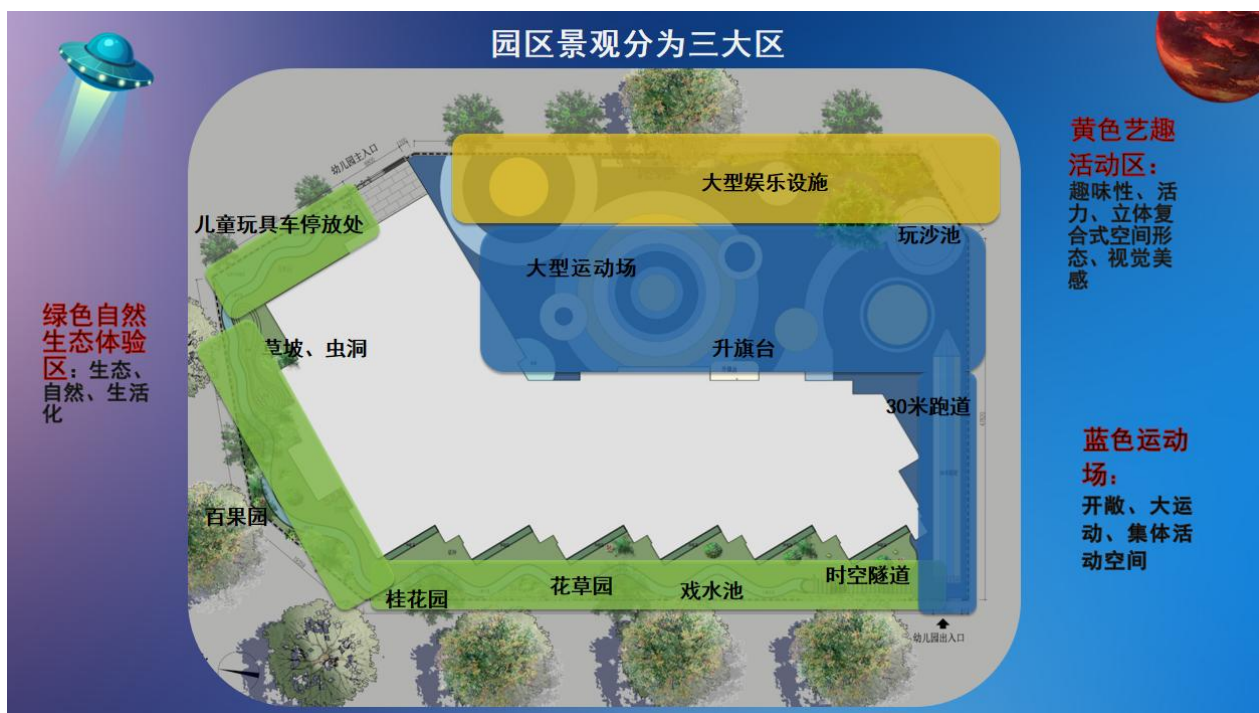 园区景观分为三大区
幼儿园主入口
儿童玩具车停放处
大型娱乐设施
玩沙池
大型运动场
草坡、虫洞
升旗台
30米跑道
百果园
桂花园
花草园
戏水池
时空隧道
幼儿园出入口
绿色自然
生态体验
区：生态、
自然、生活
化
黄色艺趣
活动区：
趣味性、活
力、立体复
合式空间形
态、视觉美
感
蓝色运动
场：
开敞、大运
动、集体活
动空间